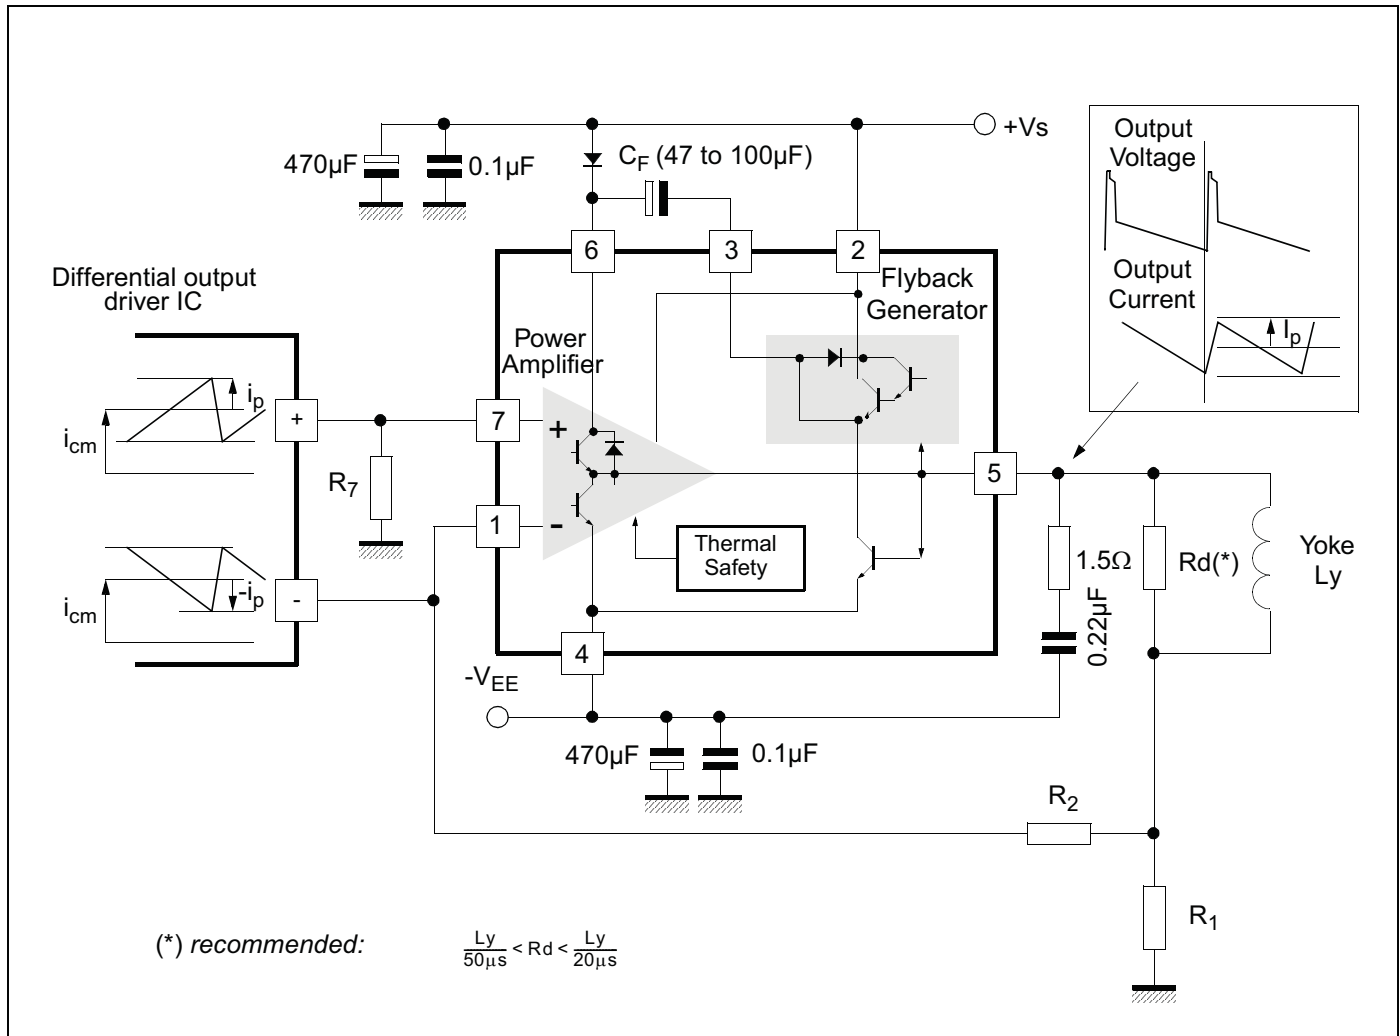 +Vs
Output
Voltage
470µF
0.1µF
CF (47 to 100µF)
6
3
2
Differential output
driver IC
Flyback
Generator
Output
Current
Ip
Power
Amplifier
ip
icm
+
7
+
R7
5
1
-
Thermal
Safety
1.5Ω
Rd(*)
Yoke
Ly
-ip
icm
-
0.22µF
4
-VEE
470µF
0.1µF
R2
R1
(*) recommended:
Ly/50µs < Rd < Ly/20µs